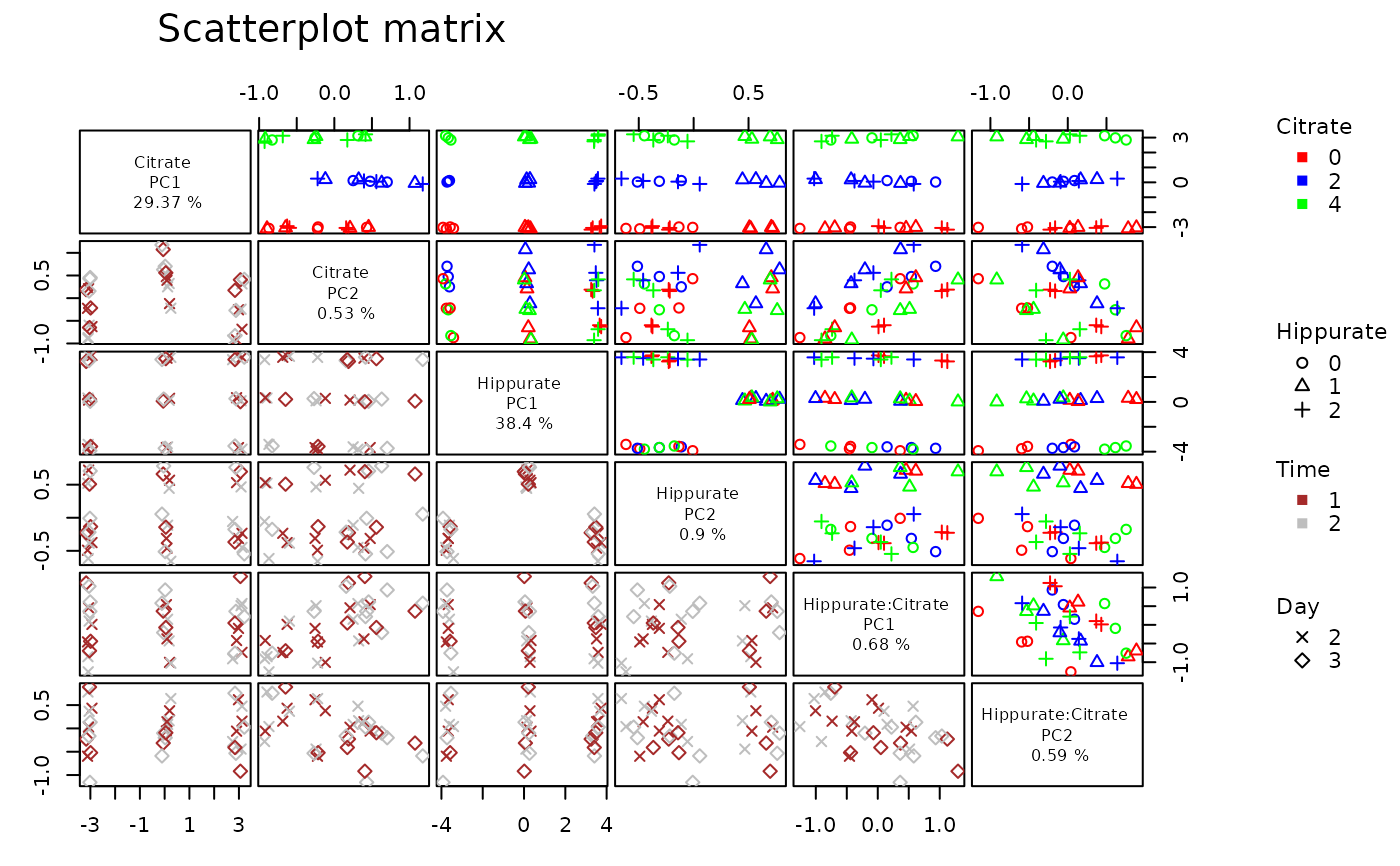 Scatterplot matrix
-1.0 0.0 1.0 -0.5 0.5 -1.0 0.0
Citrate
PC1
29.37 %
3
0
-3
Citrate
0
2
4
0.5
-1.0
Citrate
PC2
0.53 %
Hippurate
PC1
38.4 %
4
0
-4
Hippurate
0
1
2
0.5
-0.5
Hippurate
PC2
0.9 %
Time
1
2
Hippurate:Citrate
PC1
0.68 %
1.0
-1.0
Day
2
3
0.5
-1.0
Hippurate:Citrate
PC2
0.59 %
-3 -1 1 3 -4 0 2 4 -1.0 0.0 1.0